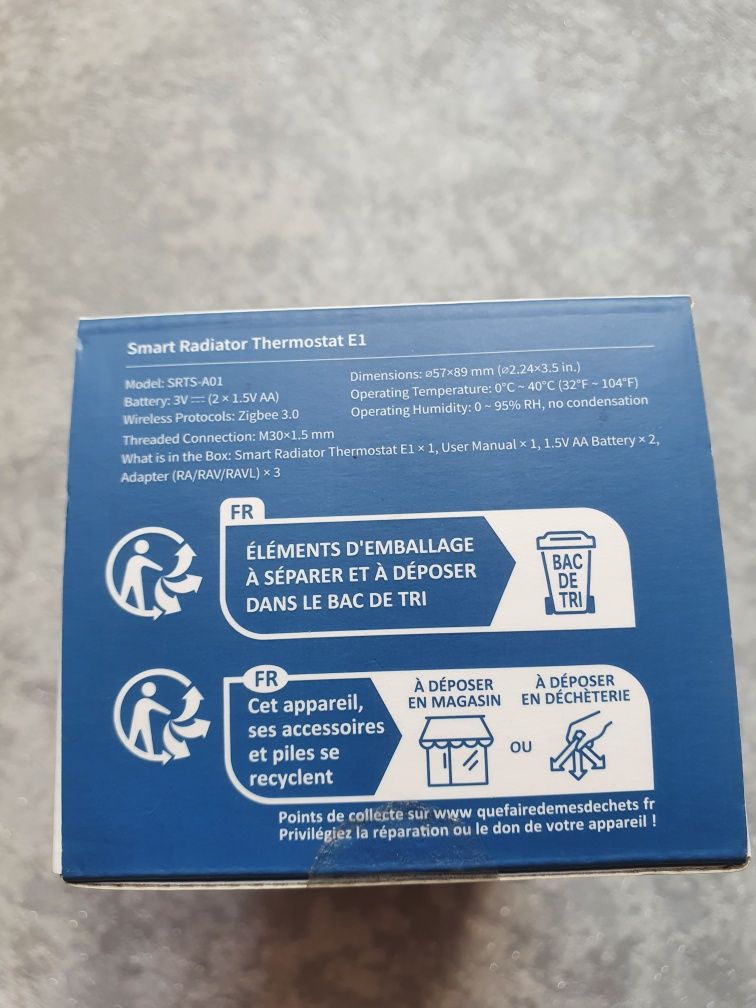 Smart Radiator Thermostat E1
Model: SRTS-A01
Battery: 3V⎓(2 × 1.5V AA)
Wireless Protocols: Zigbee 3.0
Dimensions: ⌀57×89 mm (⌀2.24×3.5 in.)
Operating Temperature: 0°C ~ 40°C (32°F ~ 104°F)
Operating Humidity: 0 ~ 95% RH, no condensation
Threaded Connection: M30×1.5 mm
What is in the Box: Smart Radiator Thermostat E1 × 1, User Manual × 1, 1.5V AA Battery × 2,
Adapter (RA/RAV/RAVL) × 3
FR
ÉLÉMENTS D'EMBALLAGE
À SÉPARER ET À DÉPOSER
DANS LE BAC DE TRI
BAC
DE
TRI
FR
Cet appareil,
ses accessoires
et piles se
recyclent
À DÉPOSER
EN MAGASIN
OU
À DÉPOSER
EN DÉCHÈTERIE
Points de collecte sur www quefairedemesdechets fr
Privilégiez la réparation ou le don de votre appareil !